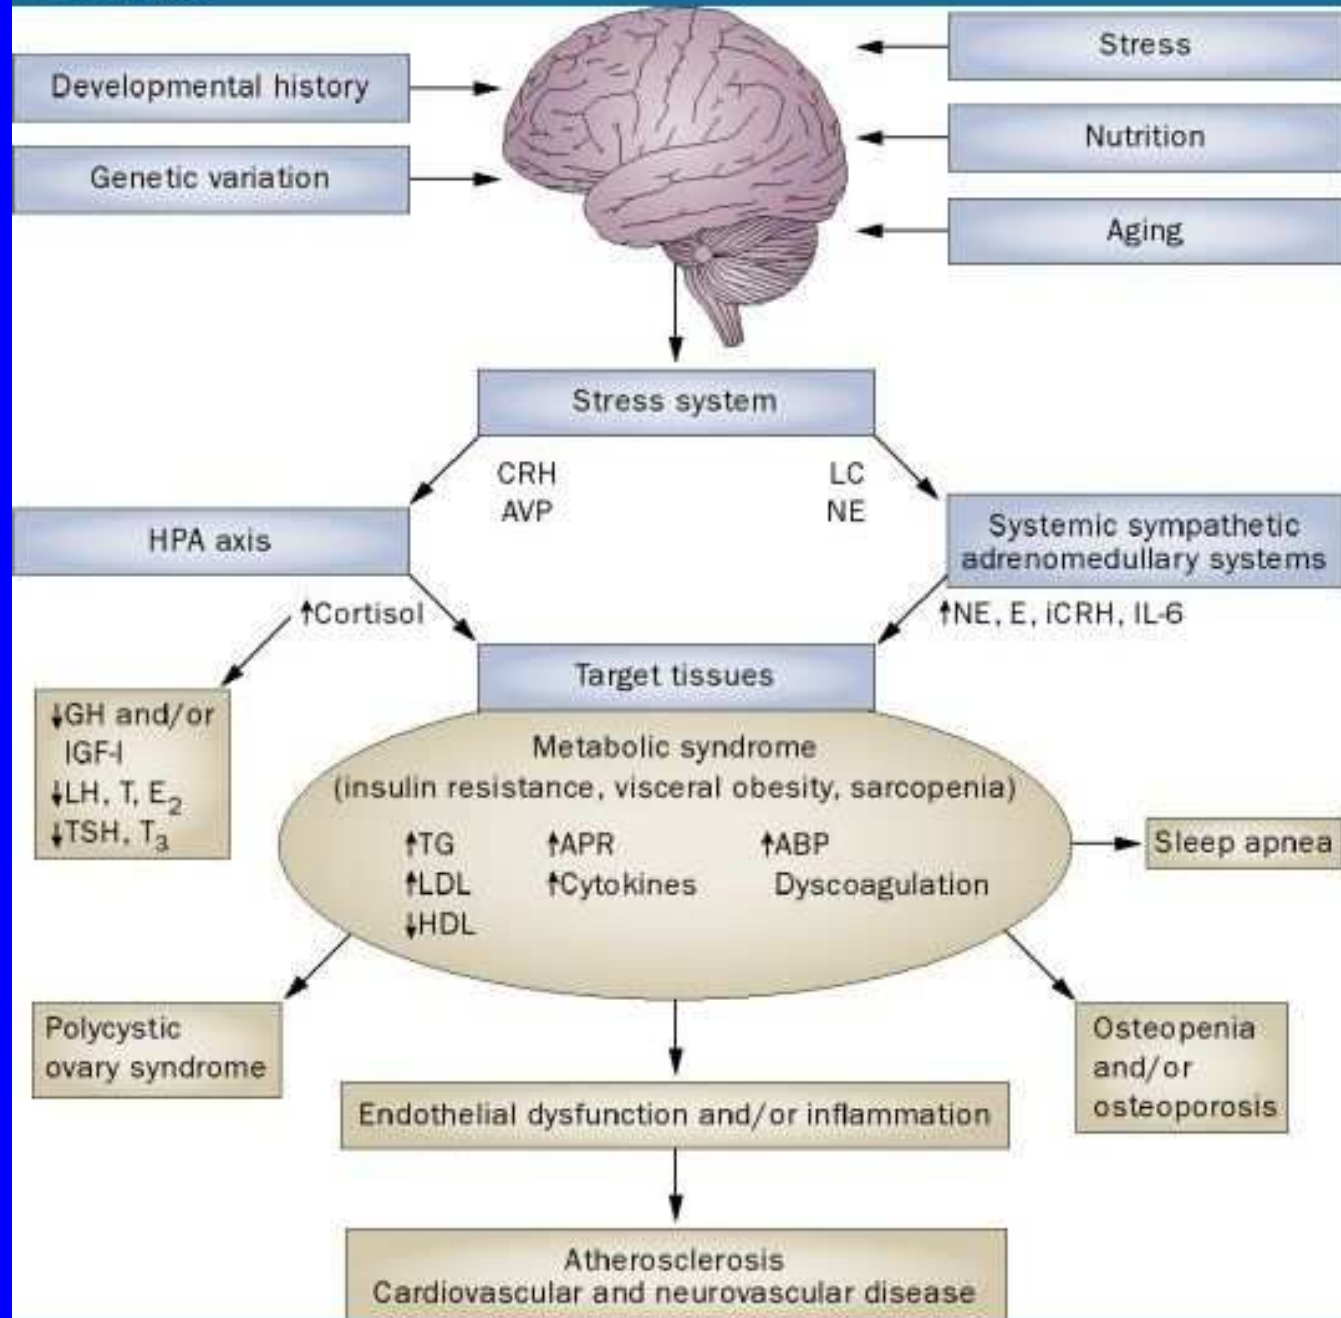 Developmental history
Genetic variation
Stress
Nutrition
Aging
Stress system
CRH
AVP
LC
NE
HPA axis
Systemic sympathetic
adrenomedullary systems
↑Cortisol
↑NE, E, iCRH, IL-6
↓GH and/or
IGF-I
↓LH, T, E₂
↓TSH, T₃
Target tissues
Metabolic syndrome
(insulin resistance, visceral obesity, sarcopenia)
↑TG
↑LDL
↓HDL
↑APR
↑Cytokines
↑ABP
Dyscoagulation
Sleep apnea
Polycystic
ovary syndrome
Osteopenia
and/or
osteoporosis
Endothelial dysfunction and/or inflammation
Atherosclerosis
Cardiovascular and neurovascular disease